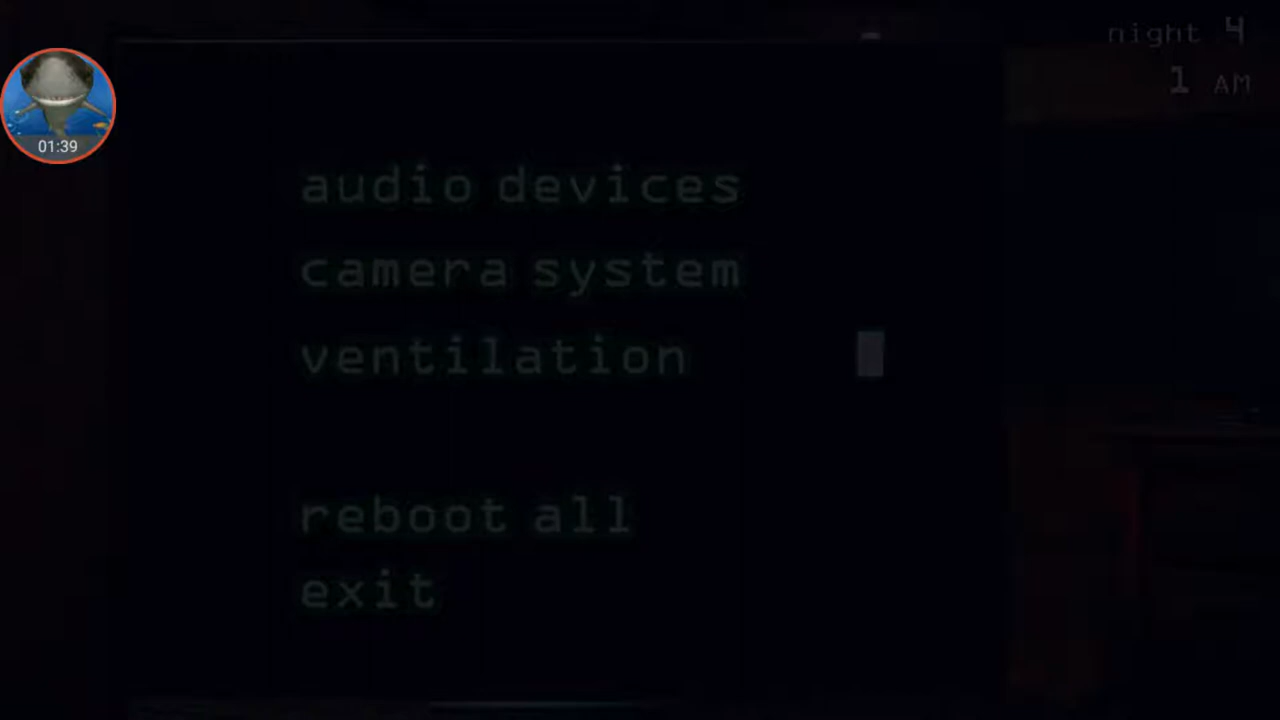 night 4
1 AM
01:39
audio devices
camera system
ventilation
reboot all
exit